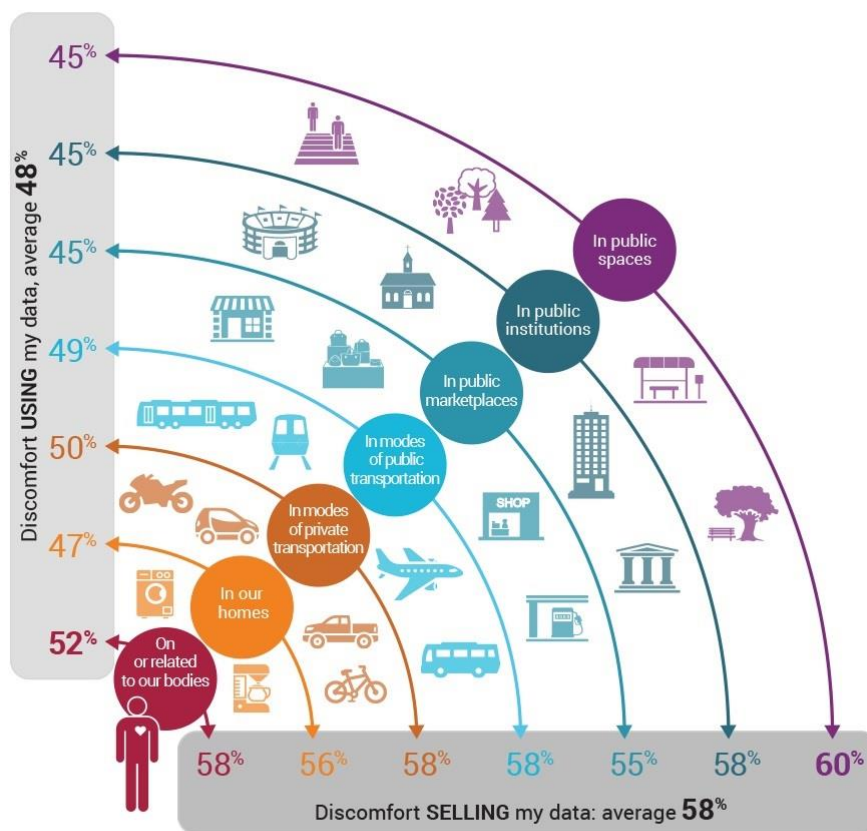 45%
45%
45%
49%
50%
47%
52%
Discomfort USING my data, average 48%
In public
spaces
In public
institutions
In public
marketplaces
In modes
of public
transportation
In modes
of private
transportation
In our
homes
On
or related
to our bodies
SHOP
58%
56%
58%
58%
55%
58%
60%
Discomfort SELLING my data: average 58%